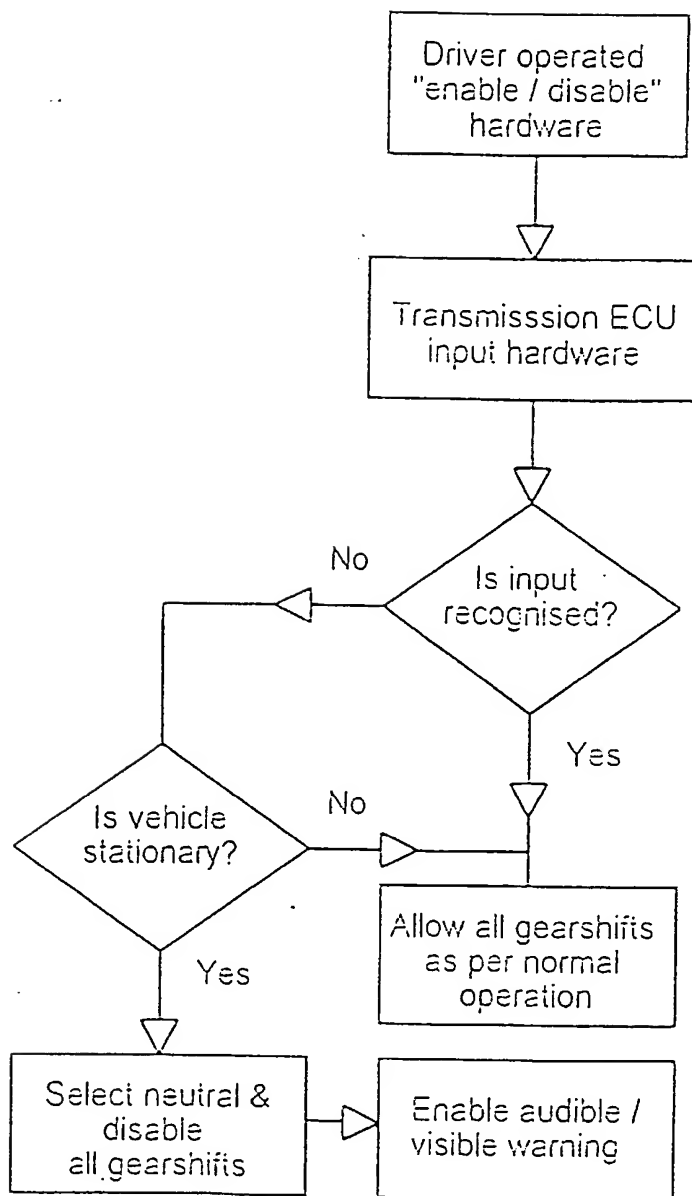 Driver operated
"enable / disable"
hardware
Transmisssion ECU
input hardware
No
Is input
recognised?
Yes
Is vehicle
stationary?
No
Allow all gearshifts
as per normal
operation
Yes
Select neutral &
disable
all gearshifts
Enable audible /
visible warning